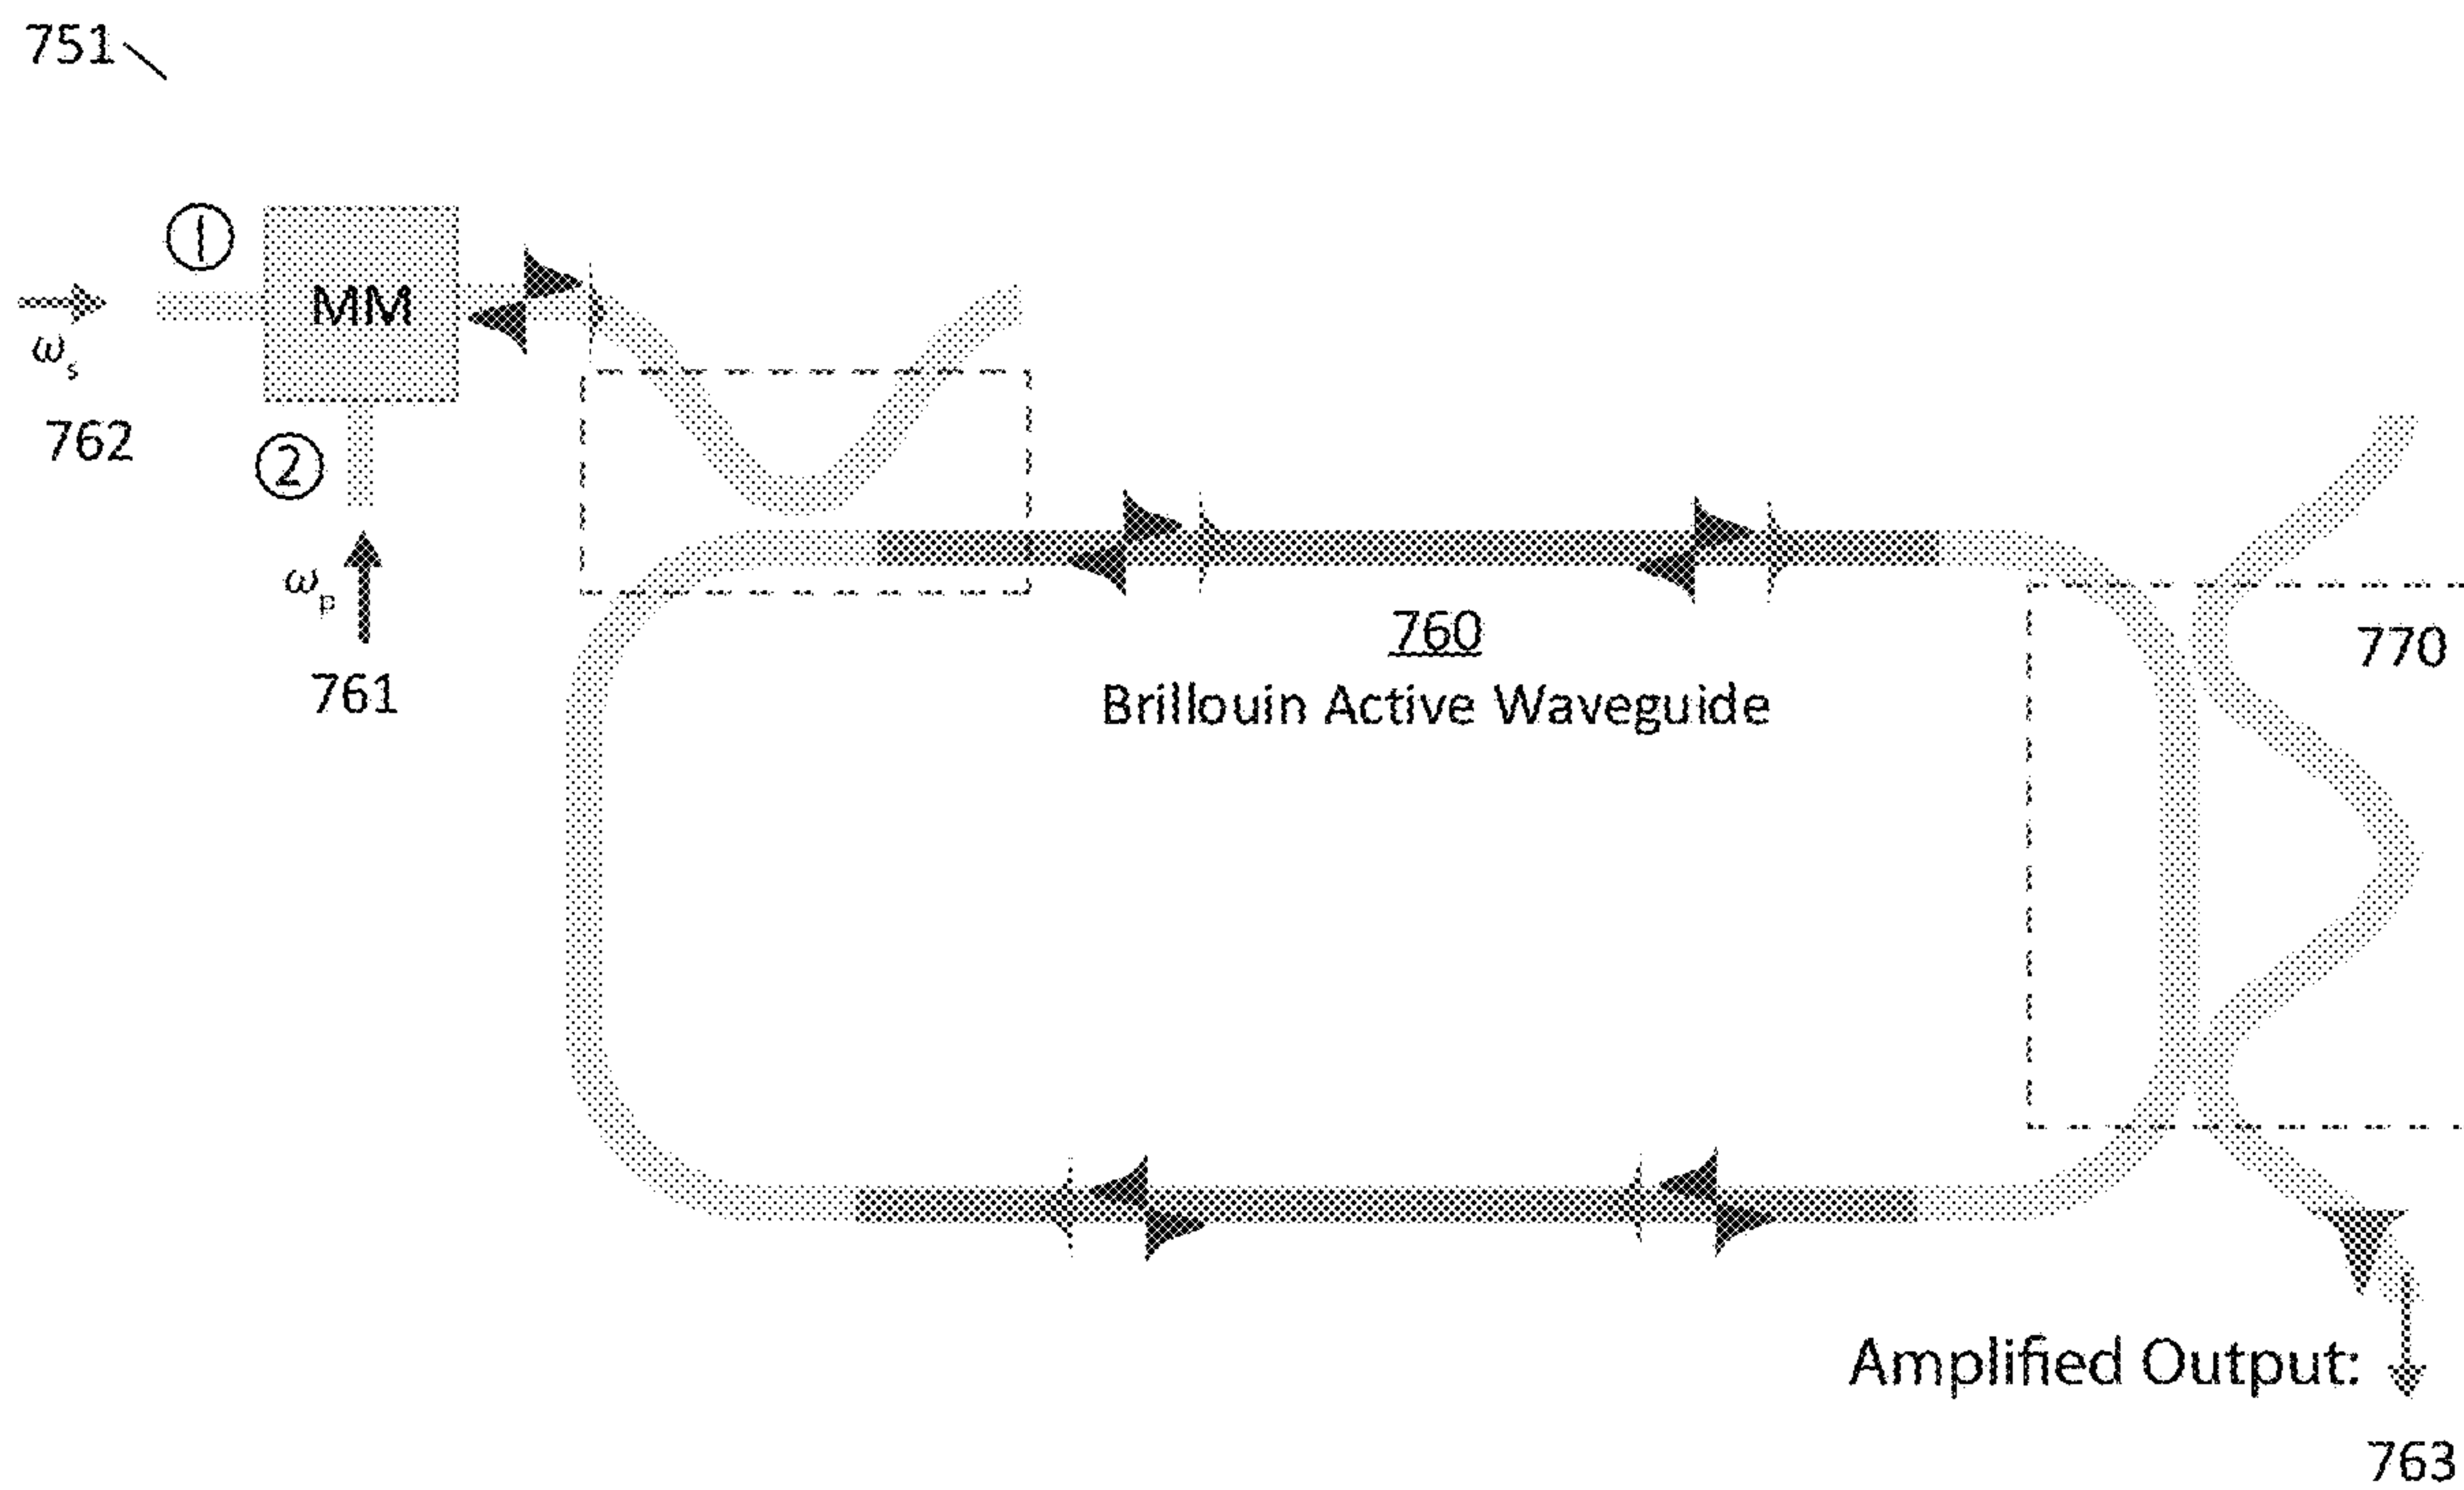 751
①
MM
ωs
762
②
ωp
761
760
Brillouin Active Waveguide
770
Amplified Output:
763